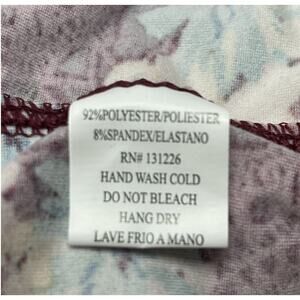 92%POLYESTER/POLIESTER
8%SPANDEX/ELASTANO
RN# 131226
HAND WASH COLD
DO NOT BLEACH
HANG DRY
LAVE FRIO A MANO